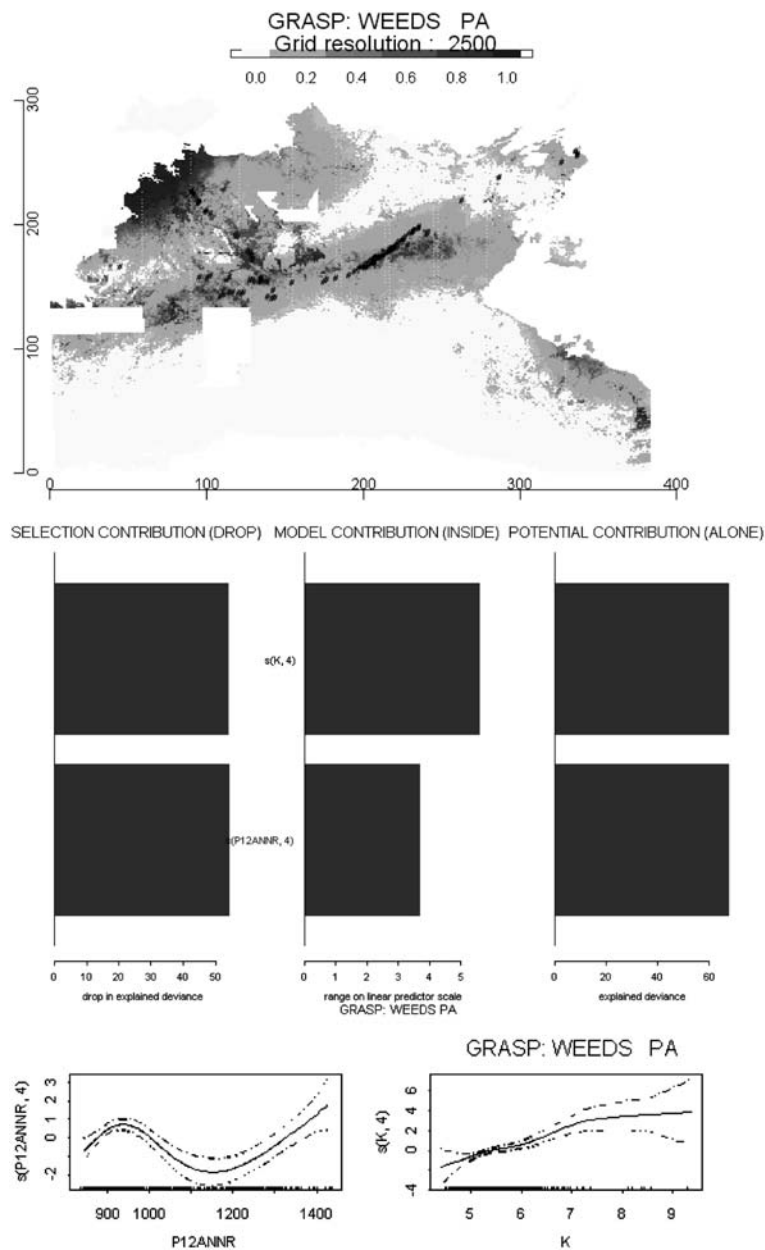 GRASP: WEEDS PA
Grid resolution : 2500
0.0 0.2 0.4 0.6 0.8 1.0
300
200
100
0
0 100 200 300 400
SELECTION CONTRIBUTION (DROP) MODEL CONTRIBUTION (INSIDE) POTENTIAL CONTRIBUTION (ALONE)
s(K, 4)
s(P12ANNR, 4)
0 10 20 30 40 50 0 1 2 3 4 5 0 20 40 60
drop in explained deviance range on linear predictor scale explained deviance
GRASP: WEEDS PA
GRASP: WEEDS PA
s(P12ANNR, 4)
3
2
1
0
-2
900 1000 1200 1400
P12ANNR
s(K, 4)
6
4
2
0
-4
5 6 7 8 9
K